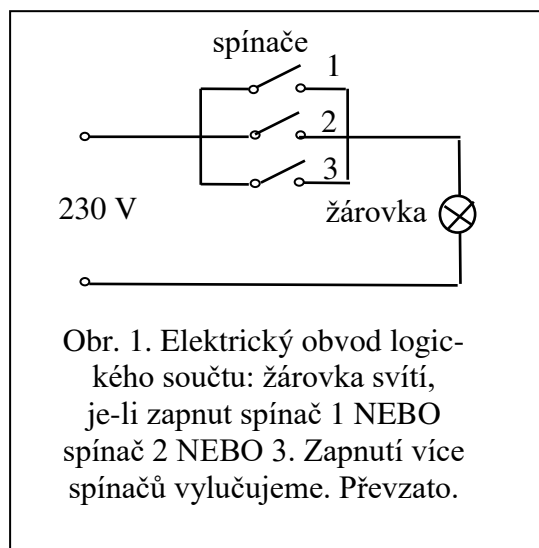 spínače
1
2
3
230 V
žárovka
Obr. 1. Elektrický obvod logic-
kého součtu: žárovka svítí,
je-li zapnut spínač 1 NEBO
spínač 2 NEBO 3. Zapnutí více
spínačů vylučujeme. Převzato.